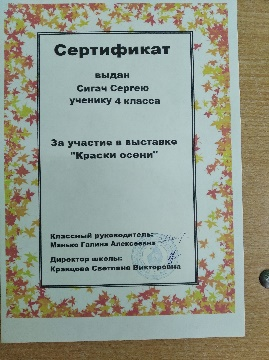 Сертификат
выдан
Сигач Сергею
ученику 4 класса
За участие в выставке
"Краски осени"
Классный руководитель:
Манько Галина Алексеевна
Директор школы:
Кравцова Светлана Викторовна